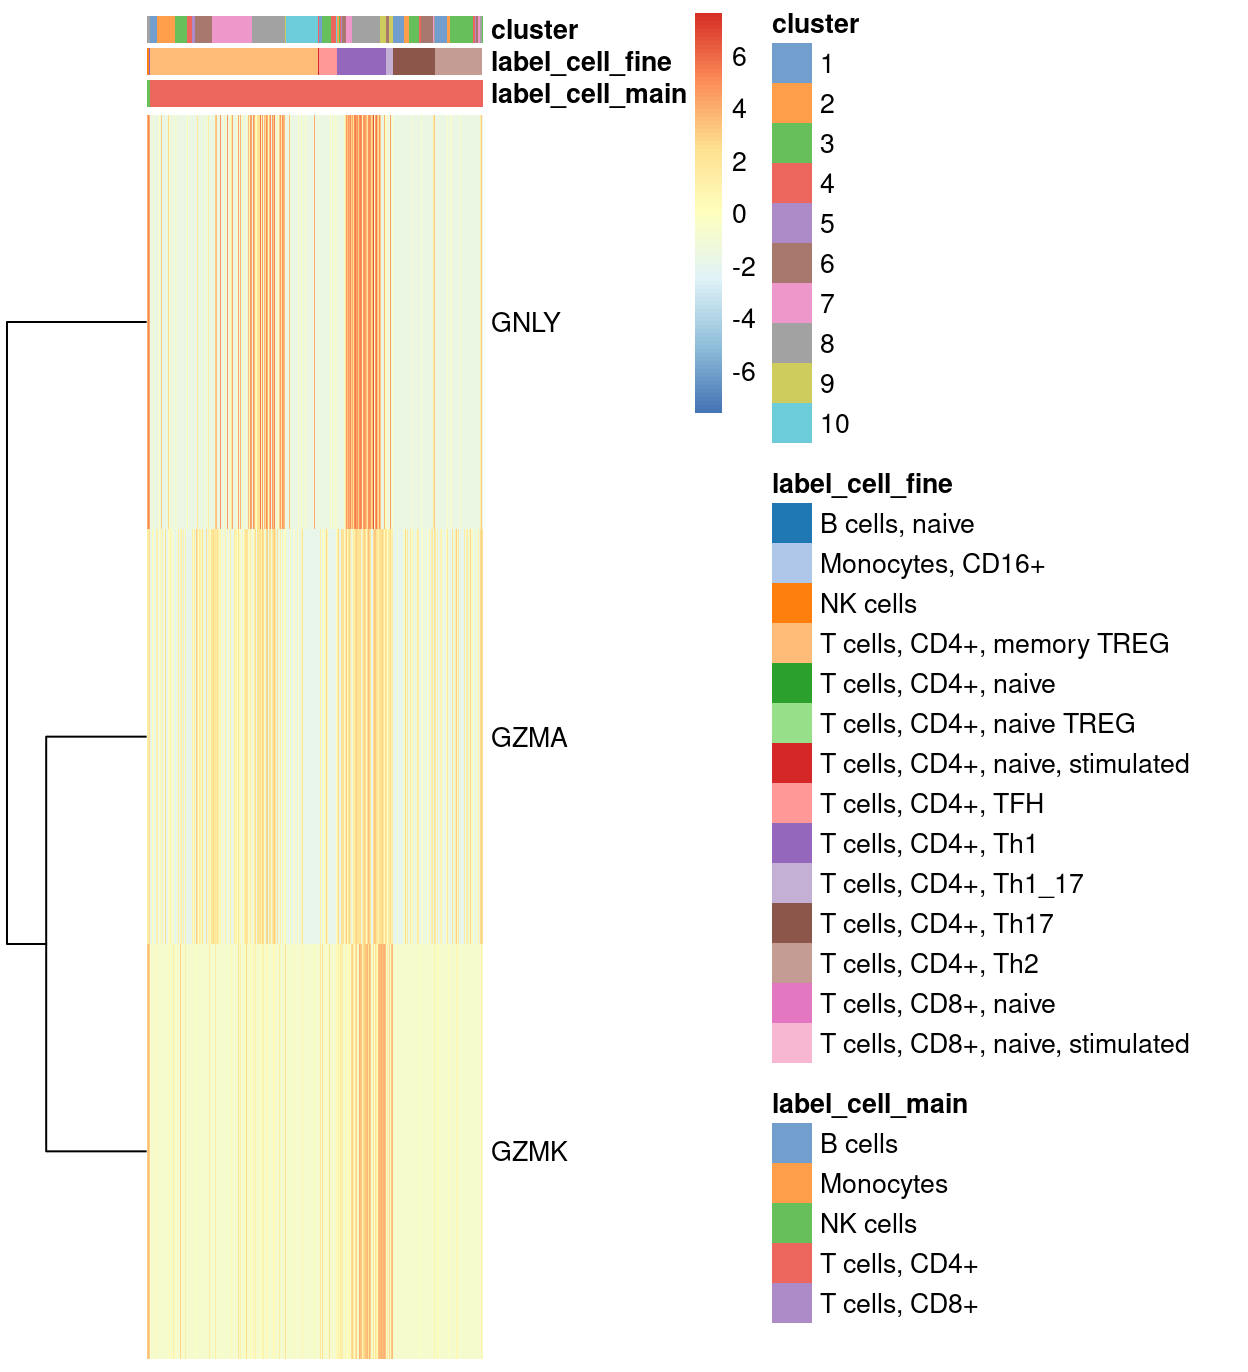 cluster
label_cell_fine
label_cell_main
GNLY
GZMA
GZMK
6
4
2
0
-2
-4
-6
cluster
1
2
3
4
5
6
7
8
9
10
label_cell_fine
B cells, naive
Monocytes, CD16+
NK cells
T cells, CD4+, memory TREG
T cells, CD4+, naive
T cells, CD4+, naive TREG
T cells, CD4+, naive, stimulated
T cells, CD4+, TFH
T cells, CD4+, Th1
T cells, CD4+, Th1_17
T cells, CD4+, Th17
T cells, CD4+, Th2
T cells, CD8+, naive
T cells, CD8+, naive, stimulated
label_cell_main
B cells
Monocytes
NK cells
T cells, CD4+
T cells, CD8+